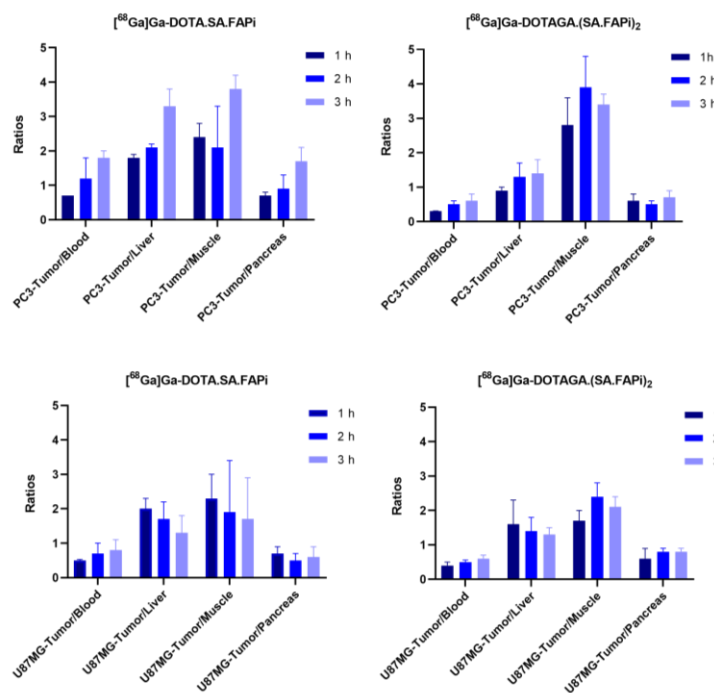 [⁶⁸Ga]Ga-DOTA.SA.FAPi
5
4
3
2
1
0
Ratios
1 h
2 h
3 h
PC3-Tumor/Blood
PC3-Tumor/Liver
PC3-Tumor/Muscle
PC3-Tumor/Pancreas
[⁶⁸Ga]Ga-DOTAGA.(SA.FAPi)₂
5
4
3
2
1
0
Ratios
1h
2 h
3 h
PC3-Tumor/Blood
PC3-Tumor/Liver
PC3-Tumor/Muscle
PC3-Tumor/Pancreas
[⁶⁸Ga]Ga-DOTA.SA.FAPi
5
4
3
2
1
0
Ratios
1 h
2 h
3 h
U87MG-Tumor/Blood
U87MG-Tumor/Liver
U87MG-Tumor/Muscle
U87MG-Tumor/Pancreas
[⁶⁸Ga]Ga-DOTAGA.(SA.FAPi)₂
5
4
3
2
1
0
Ratios
U87MG-Tumor/Blood
U87MG-Tumor/Liver
U87MG-Tumor/Muscle
U87MG-Tumor/Pancreas